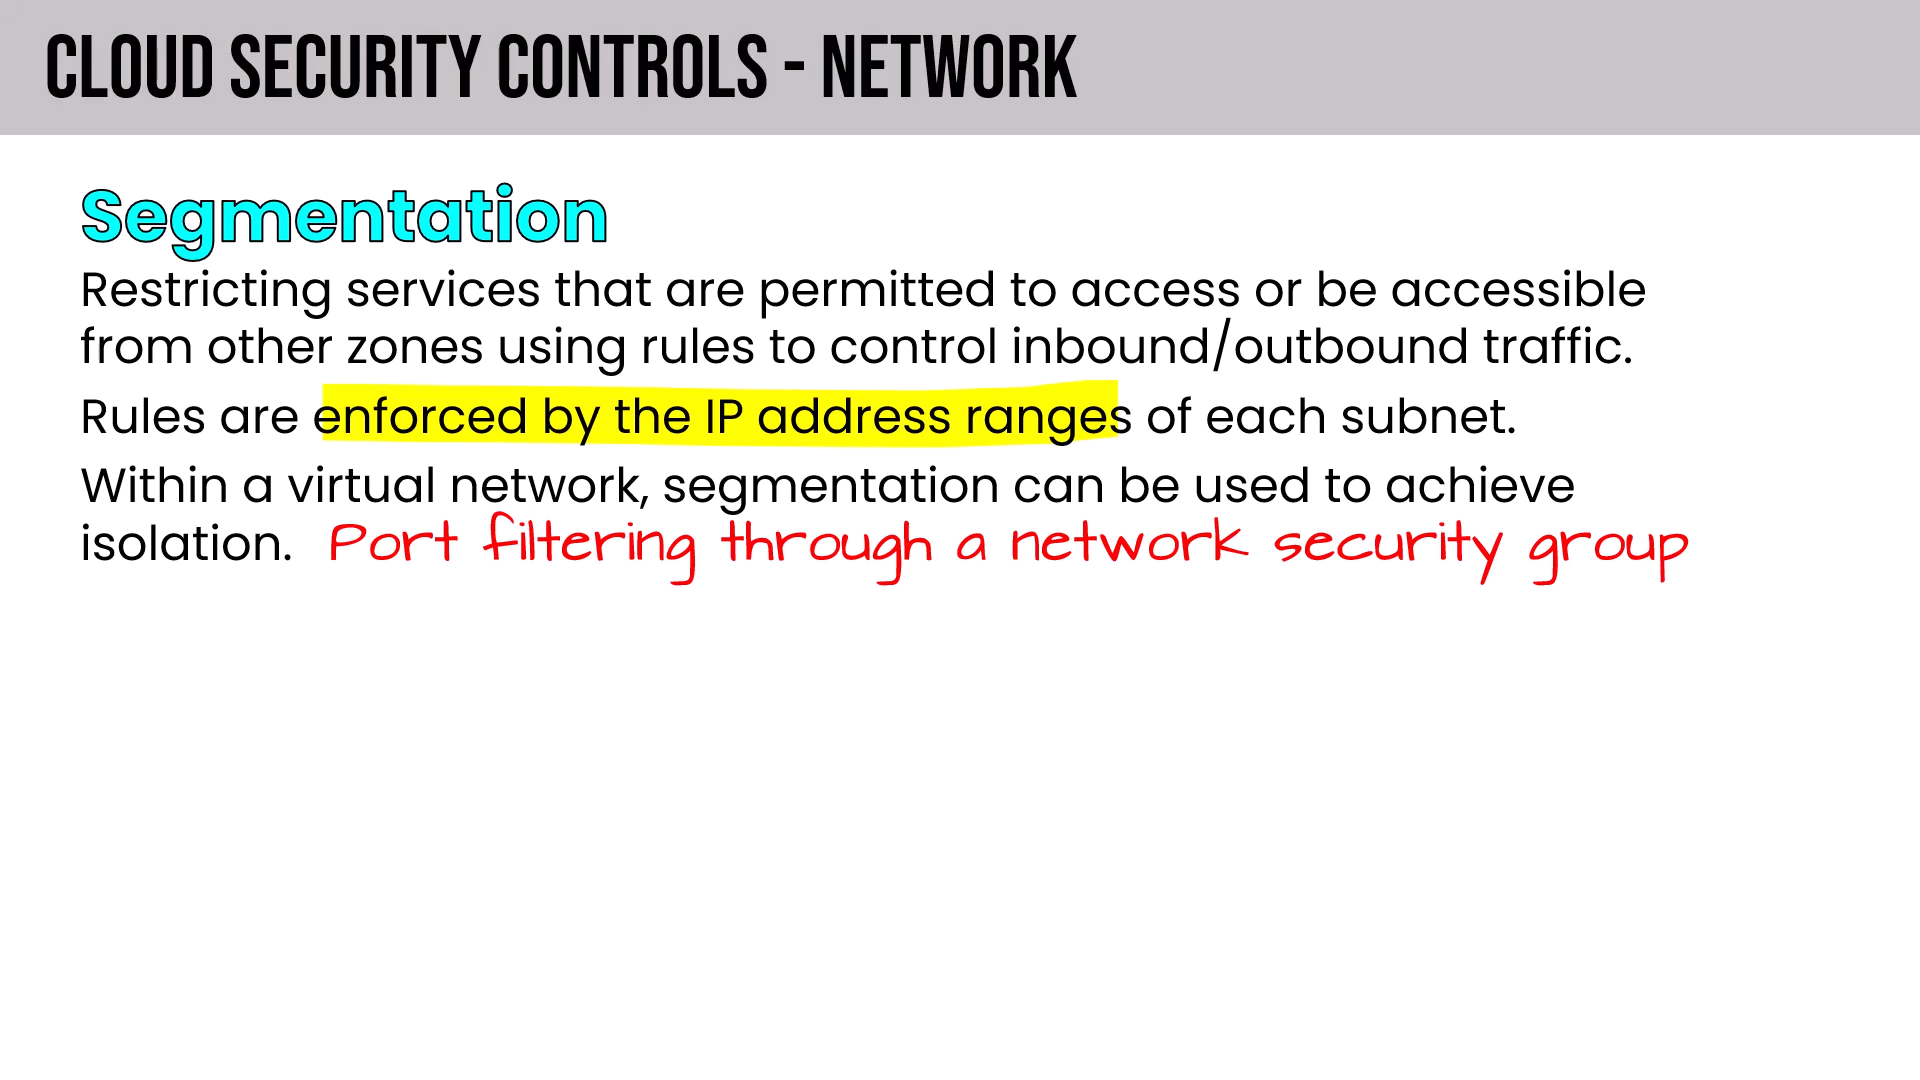 CLOUD SECURITY CONTROLS - NETWORK
Segmentation
Restricting services that are permitted to access or be accessible
from other zones using rules to control inbound/outbound traffic.
Rules are enforced by the IP address ranges of each subnet.
Within a virtual network, segmentation can be used to achieve
isolation. Port filtering through a network security group